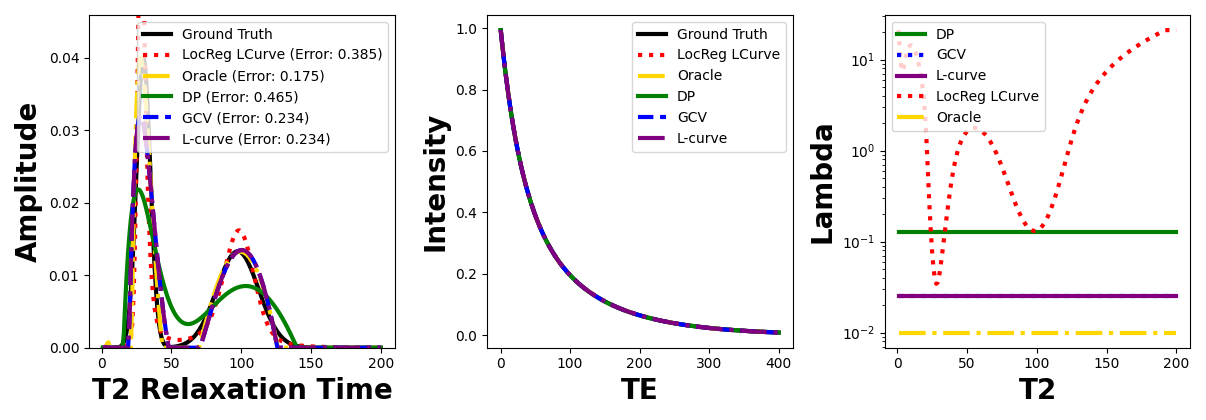 Amplitude
0.04
0.03
0.02
0.01
0.00
0
50
100
150
200
T2 Relaxation Time
Ground Truth
LocReg LCurve (Error: 0.385)
Oracle (Error: 0.175)
DP (Error: 0.465)
GCV (Error: 0.234)
L-curve (Error: 0.234)
Intensity
1.0
0.8
0.6
0.4
0.2
0.0
0
100
200
300
400
TE
Ground Truth
LocReg LCurve
Oracle
DP
GCV
L-curve
Lambda
10¹
10⁰
10⁻¹
10⁻²
0
50
100
150
200
T2
DP
GCV
L-curve
LocReg LCurve
Oracle